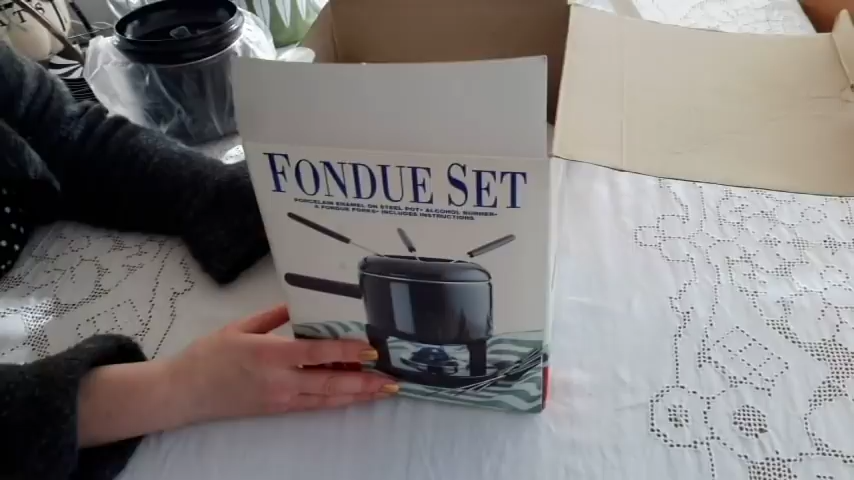 FONDUE SET
PORCELAIN ENAMEL ON STEEL POT• ALCOHOL BURNER•
6 FONDUE FORKS• INCLUDES INSTRUCTIONS